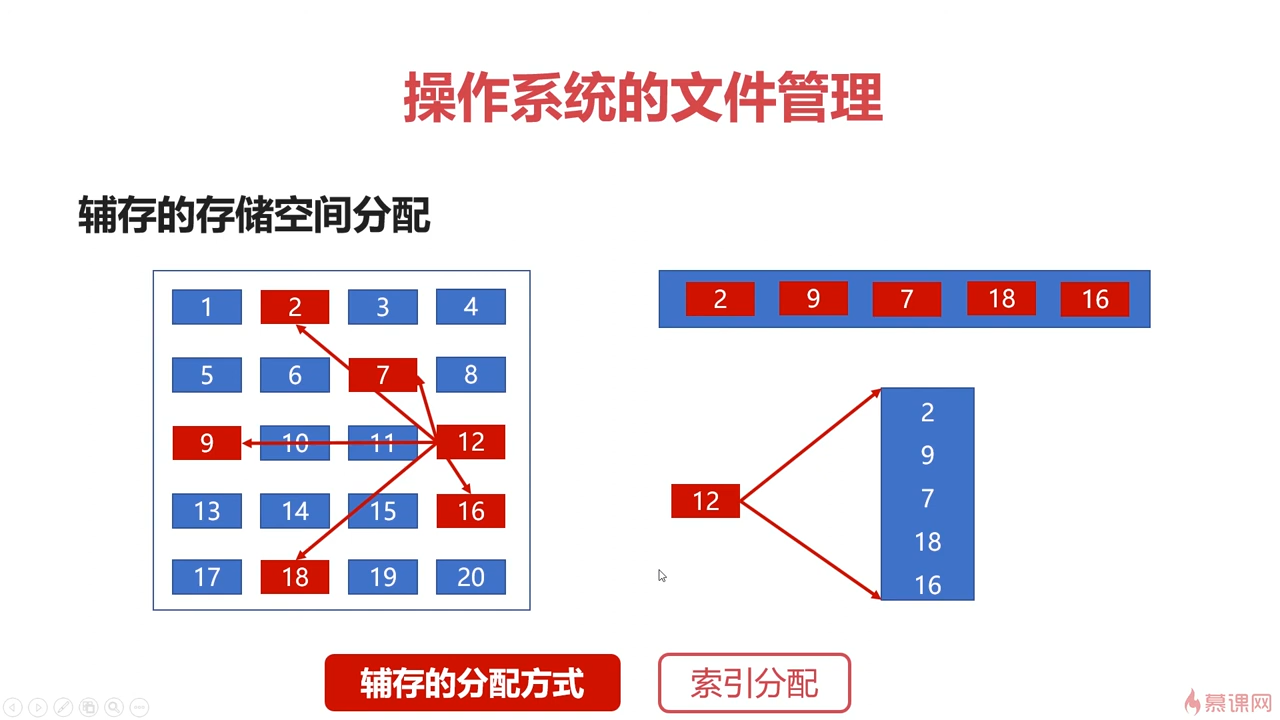 操作系统的文件管理
辅存的存储空间分配
1 2 3 4
5 6 7 8
9 10 11 12
13 14 15 16
17 18 19 20
2 9 7 18 16
12
2
9
7
18
16
辅存的分配方式
索引分配
慕课网